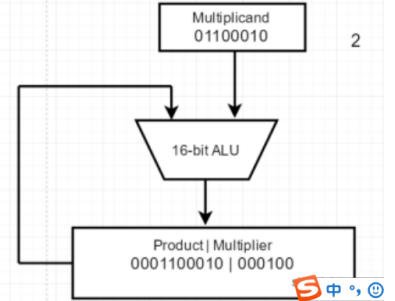 Multiplicand
01100010
2
16-bit ALU
Product | Multiplier
0001100010 | 000100
S 中 °,